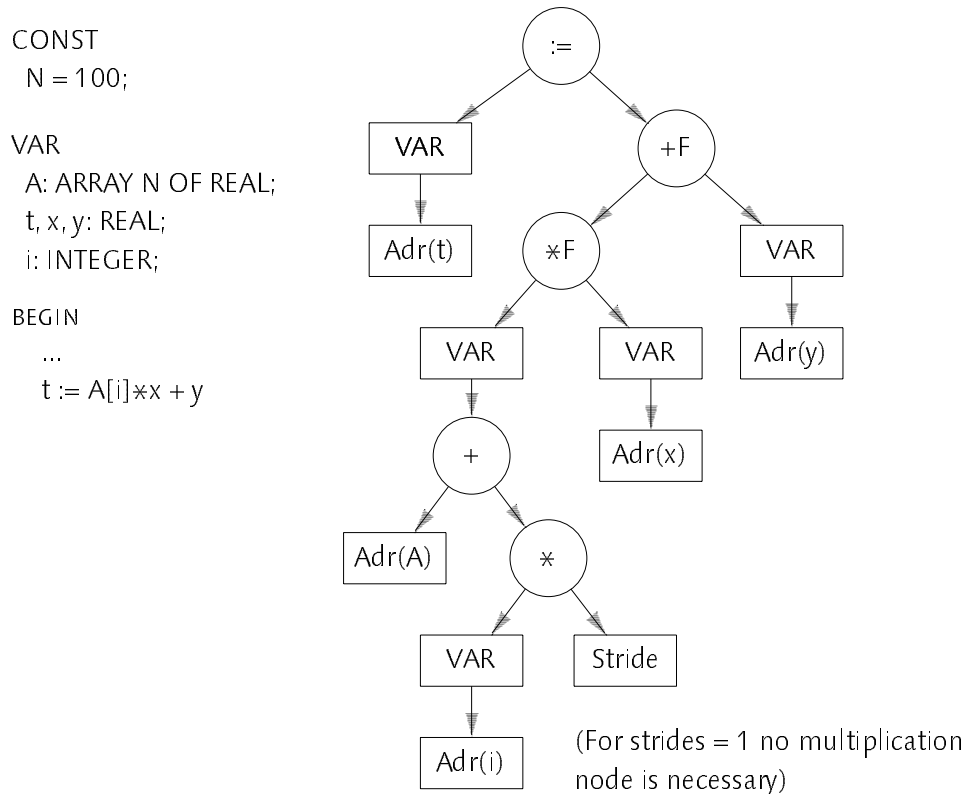 CONST
N = 100;
VAR
A: ARRAY N OF REAL;
t, x, y: REAL;
i: INTEGER;
BEGIN
...
t := A[i]*x + y
:=
VAR
+F
Adr(t)
*F
VAR
VAR
VAR
Adr(y)
+
Adr(x)
Adr(A)
*
VAR
Stride
Adr(i)
(For strides = 1 no multiplication
node is necessary)